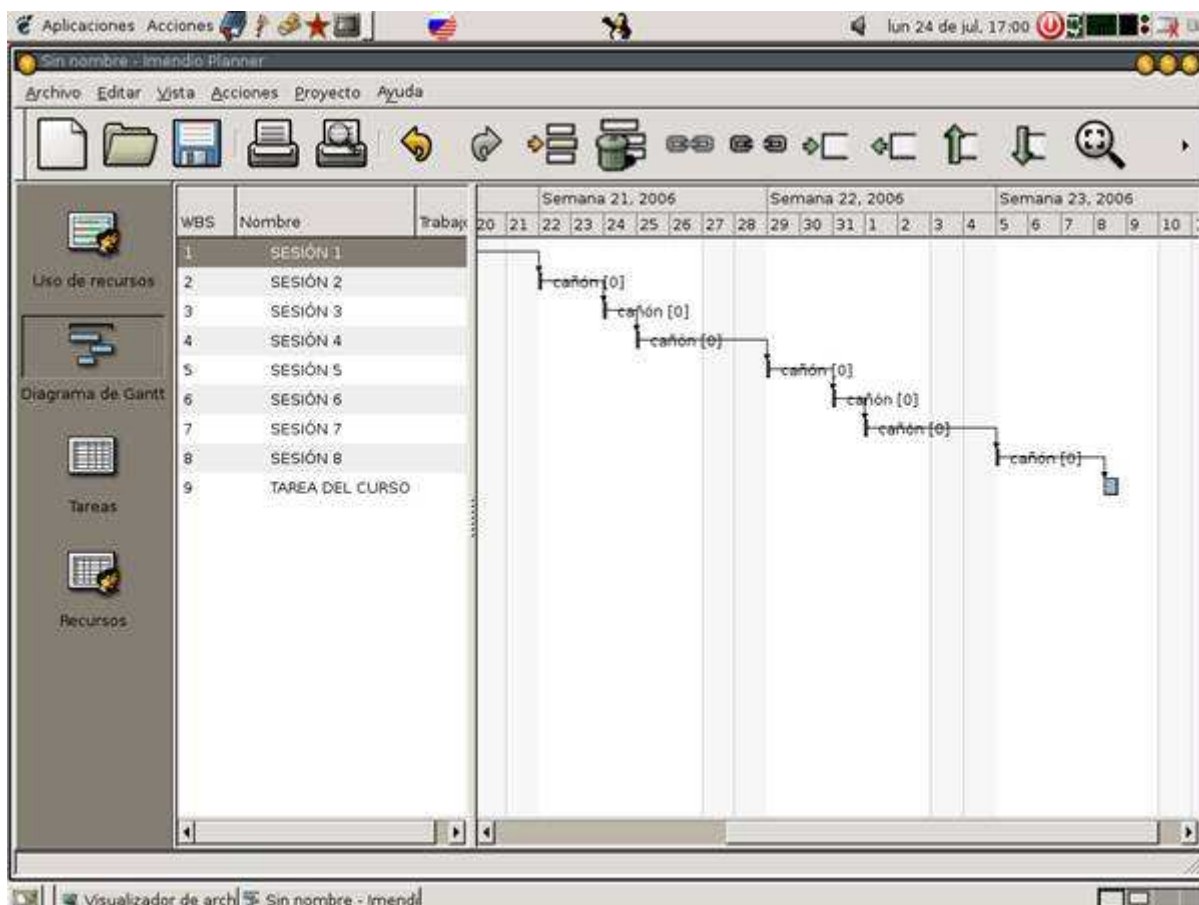 Aplicaciones Acciones lun 24 de jul, 17:00
Sin nombre - Imendio Planner
Archivo Editar Vista Acciones Proyecto Ayuda
Semana 21, 2006 Semana 22, 2006 Semana 23, 2006
WBS Nombre Trabajo 20 21 22 23 24 25 26 27 28 29 30 31 1 2 3 4 5 6 7 8 9 10
1 SESIÓN 1
2 SESIÓN 2 cañón [0]
3 SESIÓN 3 cañón [0]
4 SESIÓN 4 cañón [0]
5 SESIÓN 5 cañón [0]
6 SESIÓN 6 cañón [0]
7 SESIÓN 7 cañón [0]
8 SESIÓN 8 cañón [0]
9 TAREA DEL CURSO
Uso de recursos
Diagrama de Gantt
Tareas
Recursos
Visualizador de arch Sin nombre - Imendi